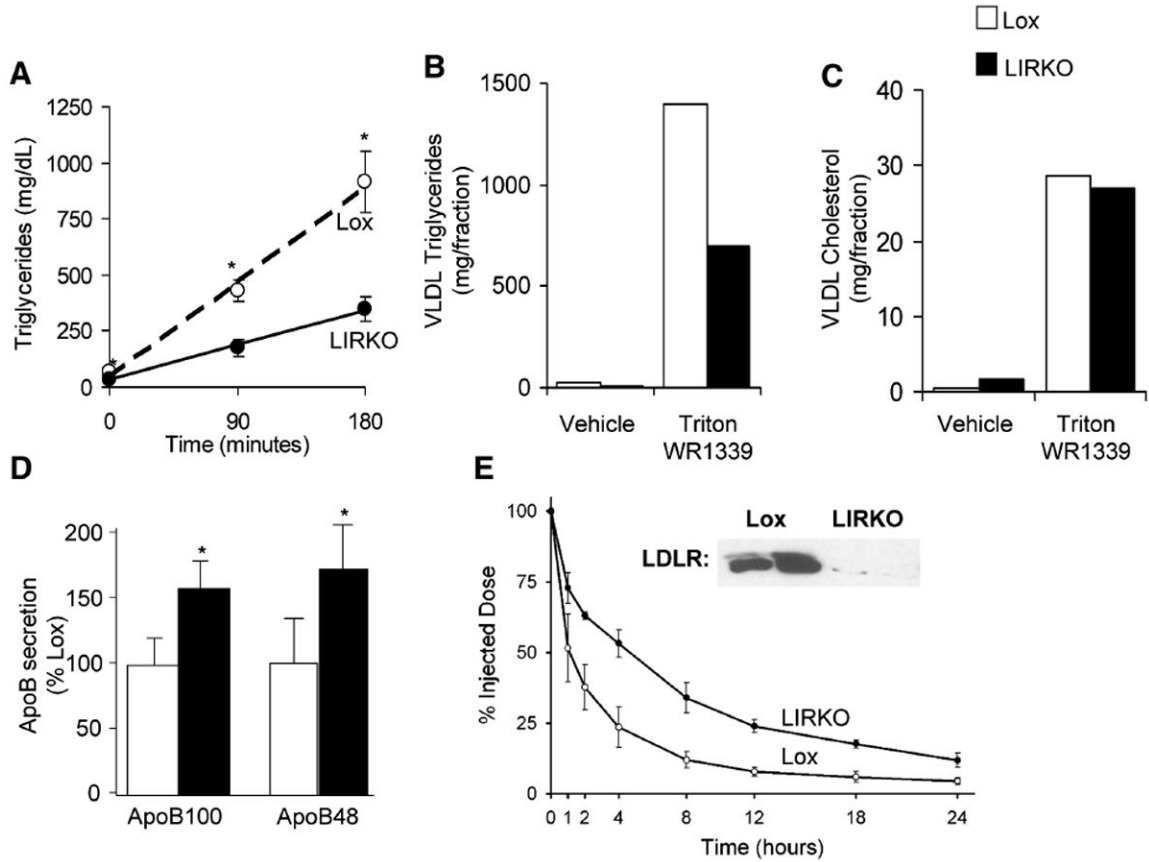 Lox
LIRKO
A
Triglycerides (mg/dL)
1250
1000
750
500
250
0
*
*
*
Lox
LIRKO
0 90 180
Time (minutes)
B
VLDL Triglycerides
(mg/fraction)
1500
1000
500
0
Vehicle Triton
WR1339
C
VLDL Cholesterol
(mg/fraction)
40
30
20
10
0
Vehicle Triton
WR1339
D
ApoB secretion
(% Lox)
200
150
100
50
0
* *
ApoB100 ApoB48
E
% Injected Dose
100
75
50
25
0
Lox LIRKO
LDLR:
LIRKO
Lox
0 1 2 4 8 12 18 24
Time (hours)